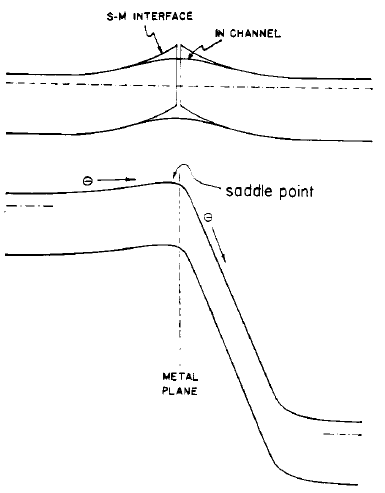 S-M INTERFACE
IN CHANNEL
⊖
saddle point
⊖
METAL
PLANE